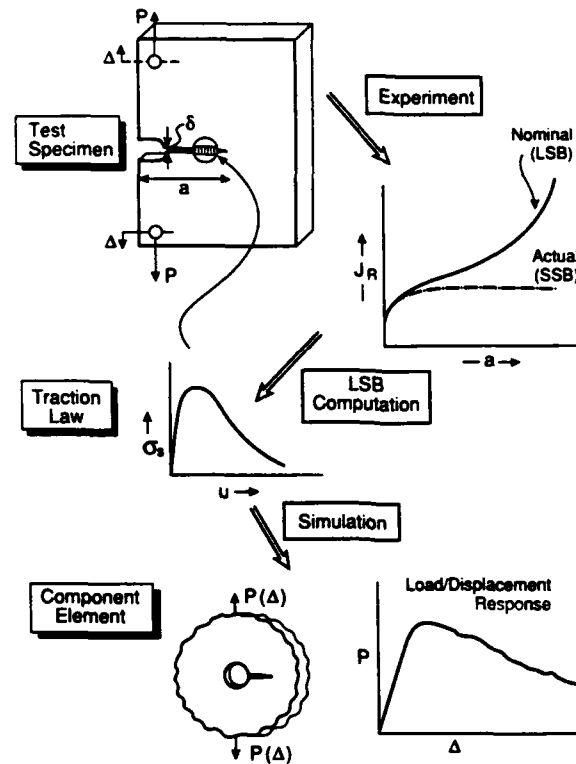 P
Δ
Experiment
Test
Specimen
δ
a
Δ
P
Nominal
(LSB)
Actual
(SSB)
J_R
a
LSB
Computation
Traction
Law
σ_s
u
Simulation
Component
Element
P(Δ)
P(Δ)
Load/Displacement
Response
P
Δ